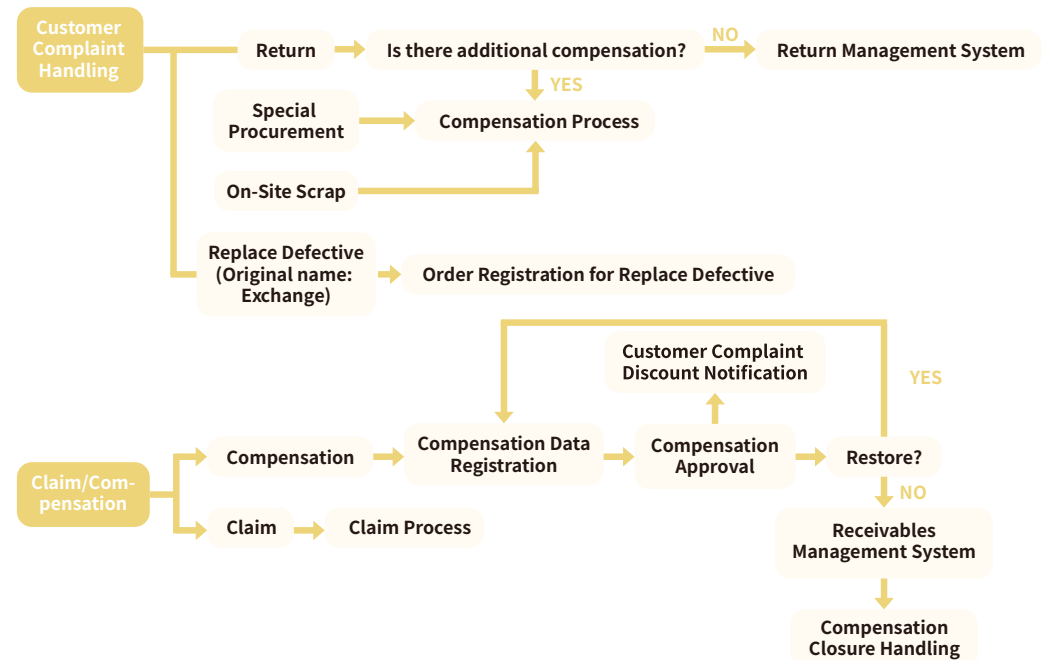 Customer
Complaint
Handling
Return
Is there additional compensation?
NO
Return Management System
YES
Special
Procurement
Compensation Process
On-Site Scrap
Replace Defective
(Original name:
Exchange)
Order Registration for Replace Defective
Customer Complaint
Discount Notification
YES
Claim/Com-
pensation
Compensation
Compensation Data
Registration
Compensation
Approval
Restore?
NO
Claim
Claim Process
Receivables
Management System
Compensation
Closure Handling